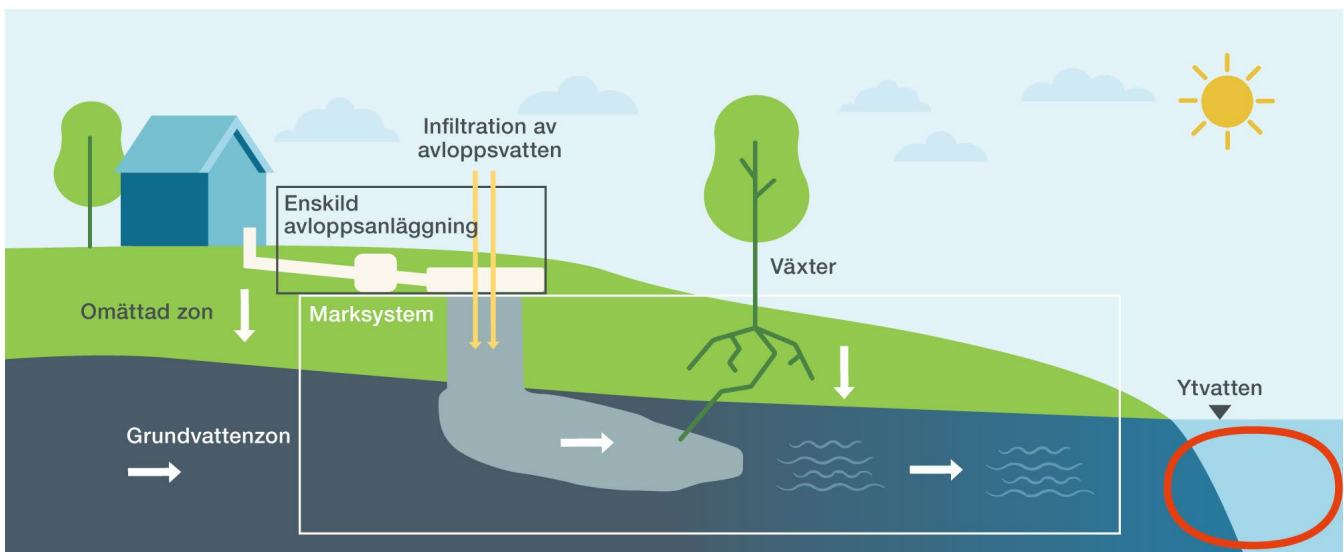 Infiltration av
avloppsvatten
Enskild
avloppsanläggning
Växter
Omättad zon
Marksystem
Ytvatten
Grundvattenzon